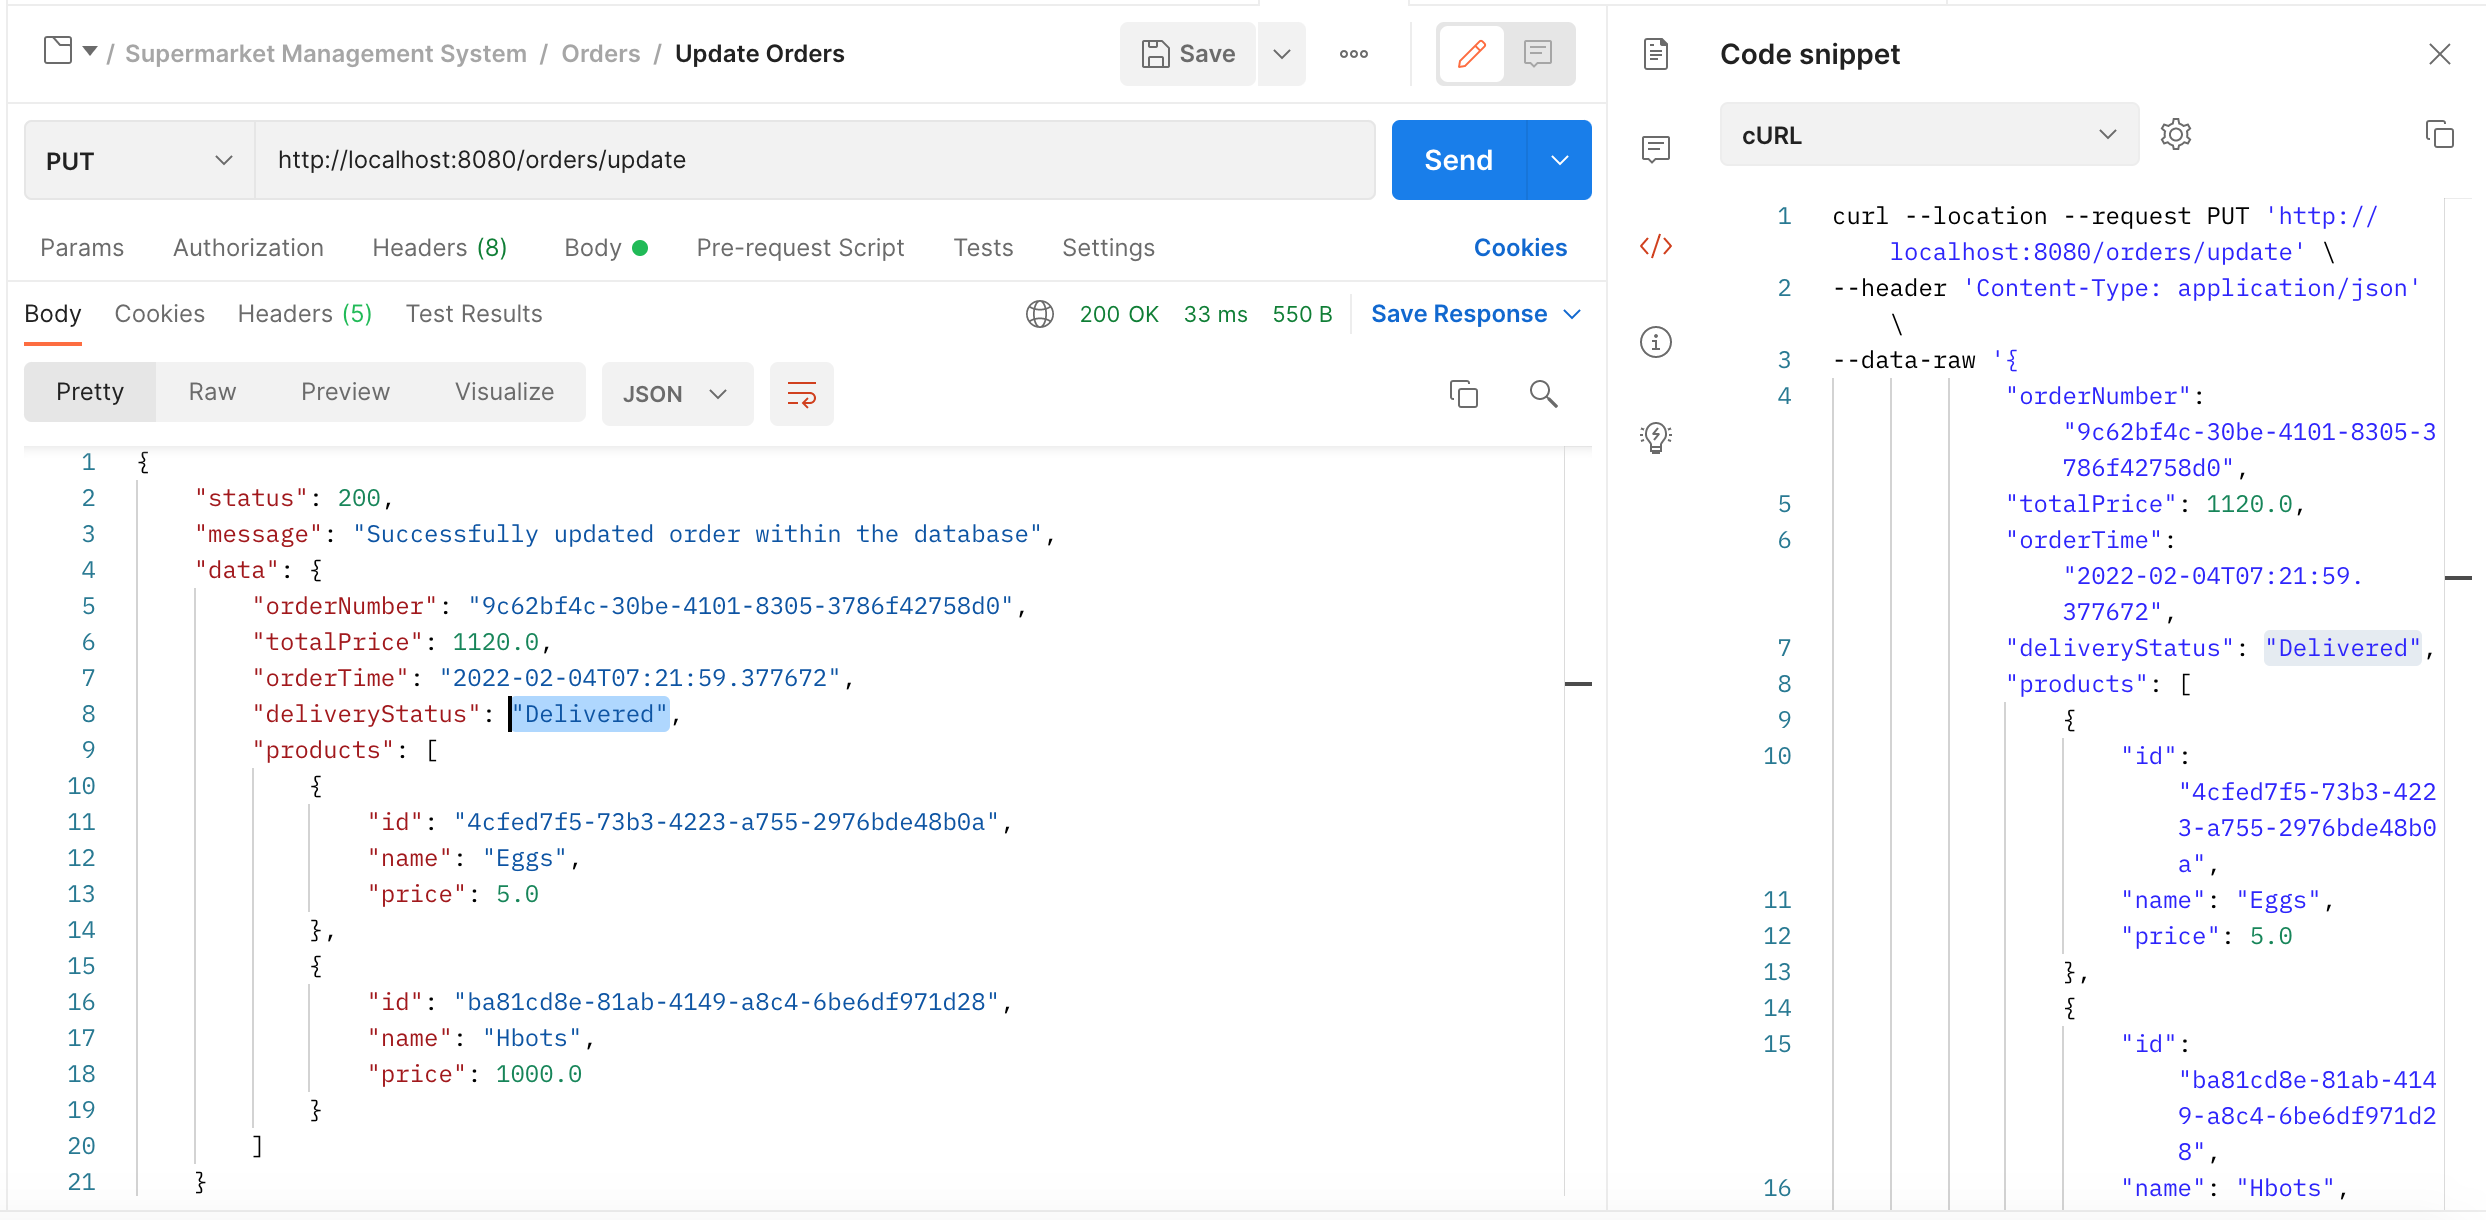 / Supermarket Management System / Orders / Update Orders
Save
PUT
http://localhost:8080/orders/update
Send
Params Authorization Headers (8) Body Pre-request Script Tests Settings Cookies
Body Cookies Headers (5) Test Results 200 OK 33 ms 550 B Save Response
Pretty Raw Preview Visualize JSON
1 {
2 "status": 200,
3 "message": "Successfully updated order within the database",
4 "data": {
5 "orderNumber": "9c62bf4c-30be-4101-8305-3786f42758d0",
6 "totalPrice": 1120.0,
7 "orderTime": "2022-02-04T07:21:59.377672",
8 "deliveryStatus": "Delivered",
9 "products": [
10 {
11 "id": "4cfed7f5-73b3-4223-a755-2976bde48b0a",
12 "name": "Eggs",
13 "price": 5.0
14 },
15 {
16 "id": "ba81cd8e-81ab-4149-a8c4-6be6df971d28",
17 "name": "Hbots",
18 "price": 1000.0
19 }
20 ]
21 }
Code snippet
cURL
1 curl --location --request PUT 'http://
localhost:8080/orders/update' \
2 --header 'Content-Type: application/json'
\
3 --data-raw '{
4 "orderNumber":
"9c62bf4c-30be-4101-8305-3
786f42758d0",
5 "totalPrice": 1120.0,
6 "orderTime":
"2022-02-04T07:21:59.
377672",
7 "deliveryStatus": "Delivered",
8 "products": [
9 {
10 "id":
"4cfed7f5-73b3-422
3-a755-2976bde48b0
a",
11 "name": "Eggs",
12 "price": 5.0
13 },
14 {
15 "id":
"ba81cd8e-81ab-414
9-a8c4-6be6df971d2
8",
16 "name": "Hbots",